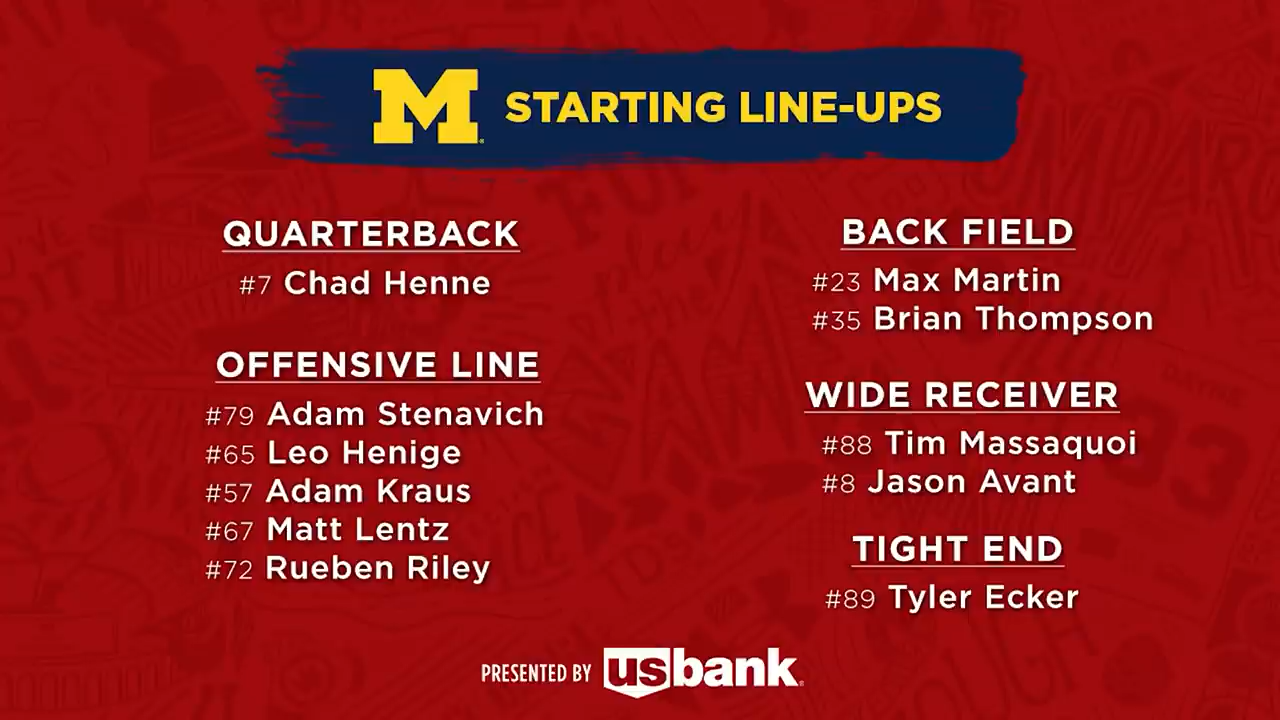 M STARTING LINE-UPS
QUARTERBACK
#7 Chad Henne
OFFENSIVE LINE
#79 Adam Stenavich
#65 Leo Henige
#57 Adam Kraus
#67 Matt Lentz
#72 Rueben Riley
BACK FIELD
#23 Max Martin
#35 Brian Thompson
WIDE RECEIVER
#88 Tim Massaquoi
#8 Jason Avant
TIGHT END
#89 Tyler Ecker
PRESENTED BY usbank